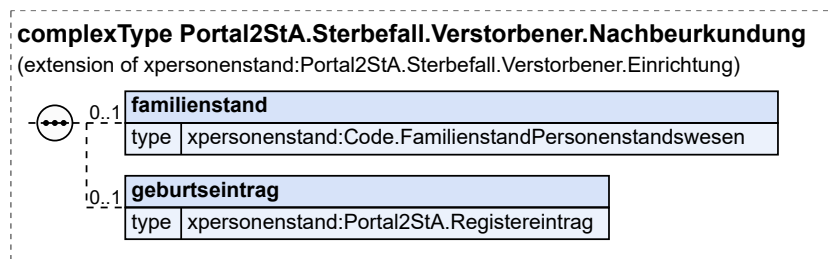 complexType Portal2StA.Sterbefall.Verstorbener.Nachbeurkundung
(extension of xpersonenstand:Portal2StA.Sterbefall.Verstorbener.Einrichtung)
0..1 familienstand
type xpersonenstand:Code.FamilienstandPersonenstandswesen
0..1 geburtseintrag
type xpersonenstand:Portal2StA.Registereintrag